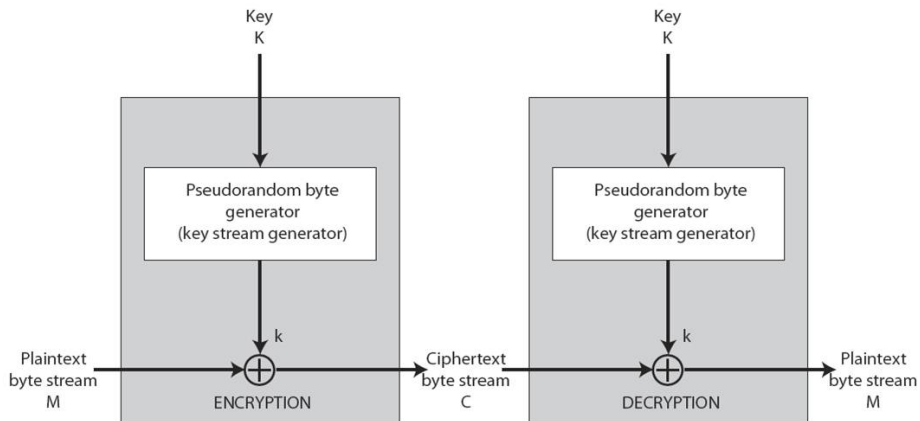 Key
K
Key
K
Pseudorandom byte
generator
(key stream generator)
Pseudorandom byte
generator
(key stream generator)
k
k
Plaintext
byte stream
M
ENCRYPTION
Ciphertext
byte stream
C
DECRYPTION
Plaintext
byte stream
M